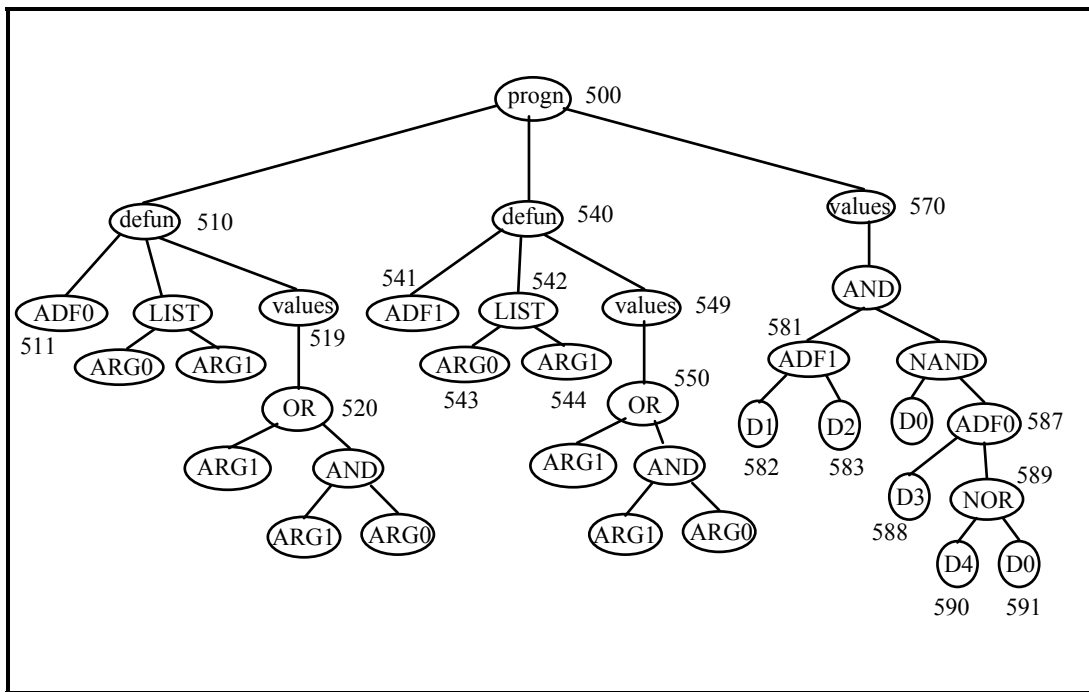 progn 500
defun 510
defun 540
values 570
541
542
AND
ADF0
LIST
values
ADF1
LIST
values 549
511
519
581
ARG0
ARG1
ARG0
ARG1
ADF1
NAND
543
544
550
OR 520
OR
D1
D2
D0
ADF0 587
ARG1
AND
ARG1
AND
582
583
589
D3
NOR
ARG1
ARG0
ARG1
ARG0
588
D4
D0
590
591